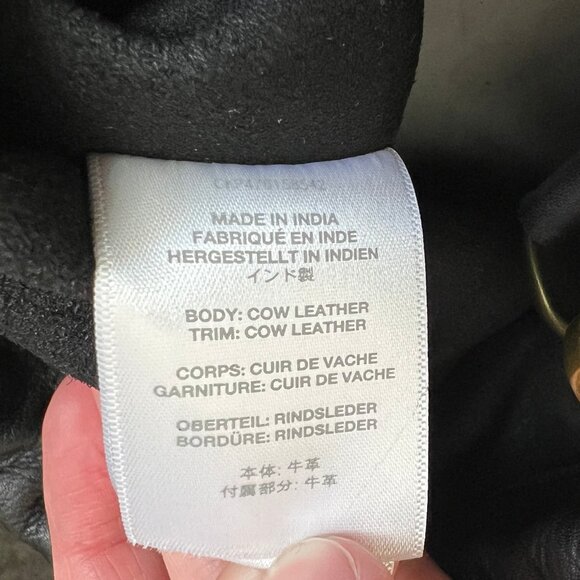 MADE IN INDIA
FABRIQUÉ EN INDE
HERGESTELLT IN INDIEN
インド製
BODY: COW LEATHER
TRIM: COW LEATHER
CORPS: CUIR DE VACHE
GARNITURE: CUIR DE VACHE
OBERTEIL: RINDSLEDER
BORDÜRE: RINDSLEDER
本体: 牛革
付属部分: 牛革